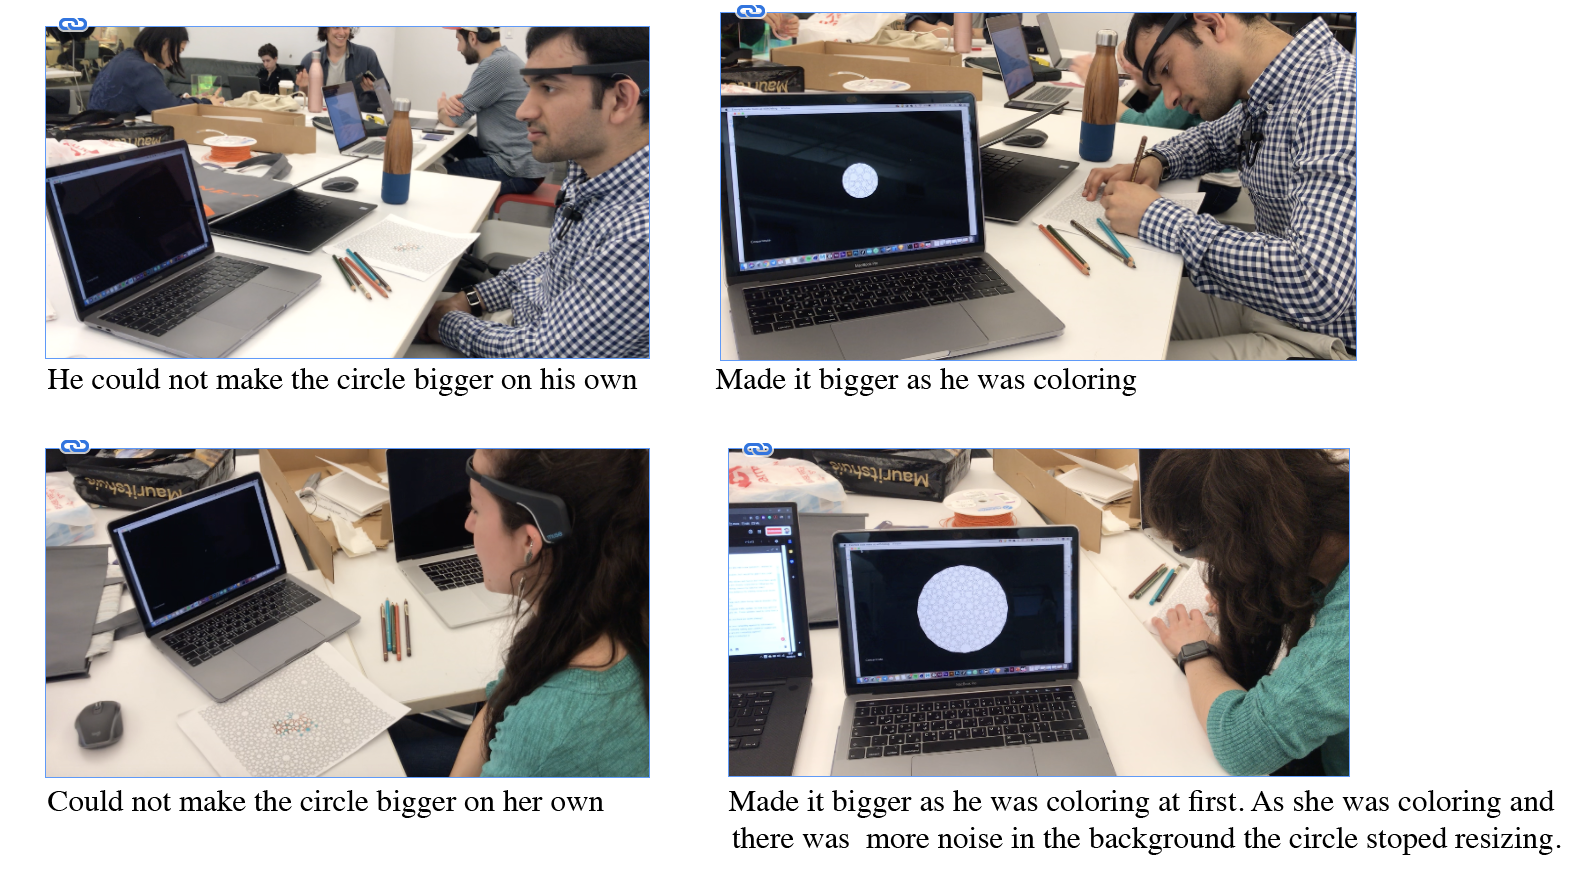 He could not make the circle bigger on his own
Made it bigger as he was coloring
Mauritshuis
Could not make the circle bigger on her own
Mauritshuis
Made it bigger as he was coloring at first. As she was coloring and
there was  more noise in the background the circle stoped resizing.